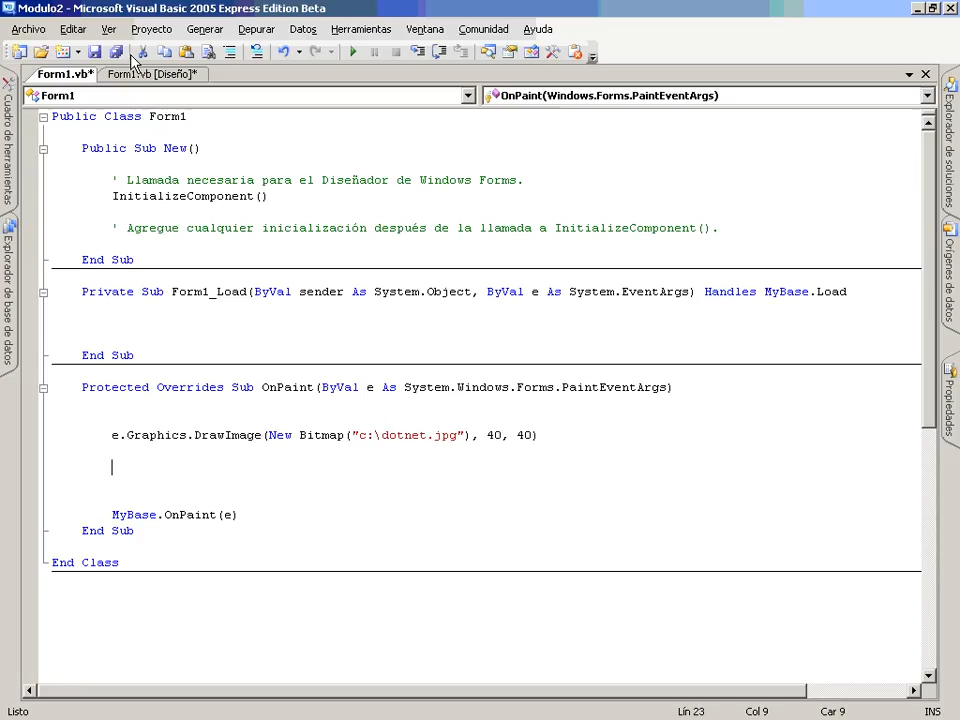 Modulo2 - Microsoft Visual Basic 2005 Express Edition Beta
Archivo Editar Ver Proyecto Generar Depurar Datos Herramientas Ventana Comunidad Ayuda
Form1.vb* Form1.vb [Diseño]*
Form1 OnPaint(Windows.Forms.PaintEventArgs)
Public Class Form1
Public Sub New()
' Llamada necesaria para el Diseñador de Windows Forms.
InitializeComponent()
' Agregue cualquier inicialización después de la llamada a InitializeComponent().
End Sub
Private Sub Form1_Load(ByVal sender As System.Object, ByVal e As System.EventArgs) Handles MyBase.Load
End Sub
Protected Overrides Sub OnPaint(ByVal e As System.Windows.Forms.PaintEventArgs)
e.Graphics.DrawImage(New Bitmap("c:\dotnet.jpg"), 40, 40)
MyBase.OnPaint(e)
End Sub
End Class
Cuadro de herramientas
Explorador de base de datos
Explorador de soluciones
Orígenes de datos
Propiedades
Listo Lín 23 Col 9 Car 9 INS